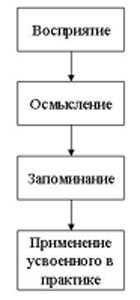 Восприятие
Осмысление
Запоминание
Применение
усвоенного в
практике